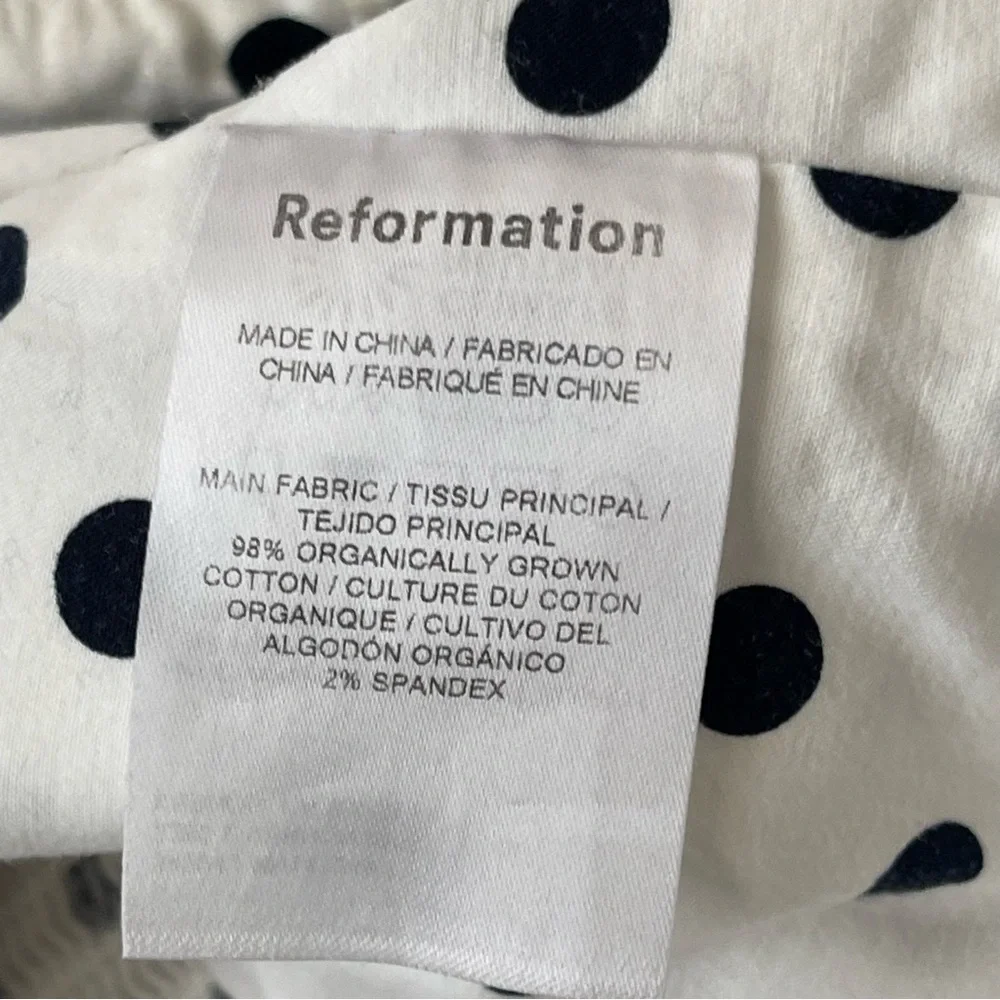 Reformation
MADE IN CHINA / FABRICADO EN
CHINA / FABRIQUÉ EN CHINE
MAIN FABRIC / TISSU PRINCIPAL /
TEJIDO PRINCIPAL
98% ORGANICALLY GROWN
COTTON / CULTURE DU COTON
ORGANIQUE / CULTIVO DEL
ALGODÓN ORGÁNICO
2% SPANDEX